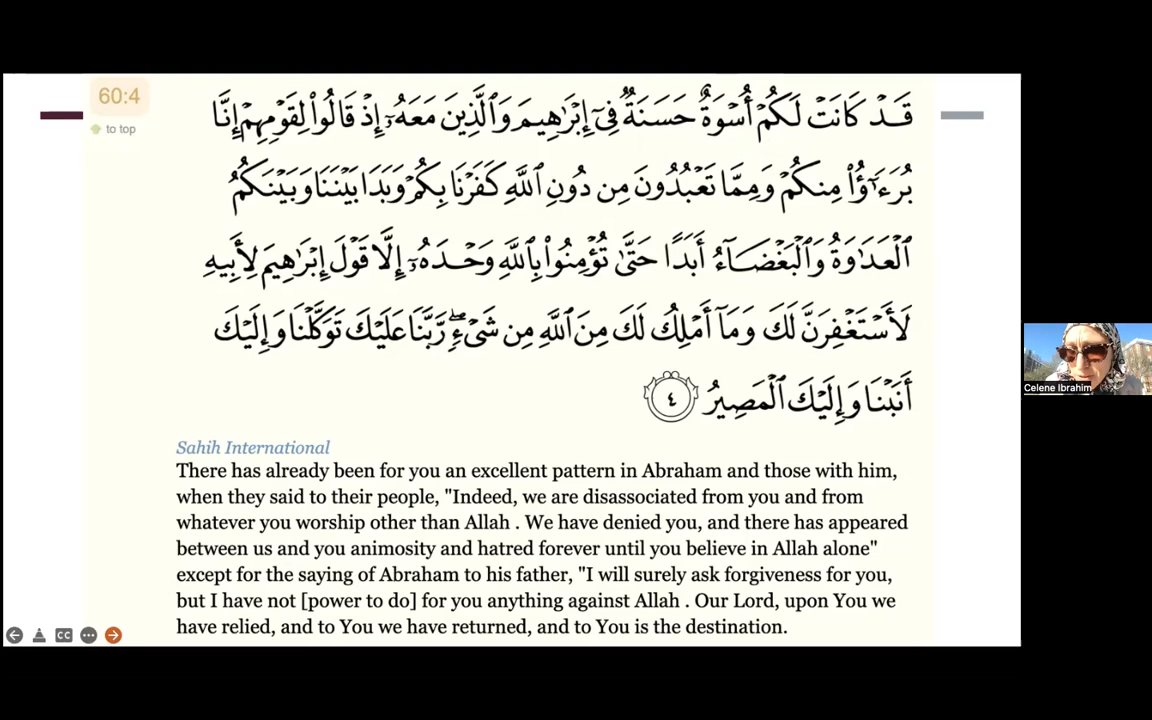 60:4
to top
قَدْ كَانَتْ لَكُمْ أُسْوَةٌ حَسَنَةٌ فِىٓ إِبْرَٰهِيمَ وَٱلَّذِينَ مَعَهُۥٓ إِذْ قَالُوا۟ لِقَوْمِهِمْ إِنَّا
بُرَءَٰٓؤُا۟ مِنكُمْ وَمِمَّا تَعْبُدُونَ مِن دُونِ ٱللَّهِ كَفَرْنَا بِكُمْ وَبَدَا بَيْنَنَا وَبَيْنَكُمُ
ٱلْعَدَٰوَةُ وَٱلْبَغْضَآءُ أَبَدًا حَتَّىٰ تُؤْمِنُوا۟ بِٱللَّهِ وَحْدَهُۥٓ إِلَّا قَوْلَ إِبْرَٰهِيمَ لِأَبِيهِ
لَأَسْتَغْفِرَنَّ لَكَ وَمَآ أَمْلِكُ لَكَ مِنَ ٱللَّهِ مِن شَىْءٍۢ ۖ رَّبَّنَا عَلَيْكَ تَوَكَّلْنَا وَإِلَيْكَ
أَنَبْنَا وَإِلَيْكَ ٱلْمَصِيرُ ٤
Sahih International
There has already been for you an excellent pattern in Abraham and those with him,
when they said to their people, "Indeed, we are disassociated from you and from
whatever you worship other than Allah . We have denied you, and there has appeared
between us and you animosity and hatred forever until you believe in Allah alone"
except for the saying of Abraham to his father, "I will surely ask forgiveness for you,
but I have not [power to do] for you anything against Allah . Our Lord, upon You we
have relied, and to You we have returned, and to You is the destination.
CC
Celene Ibrahim